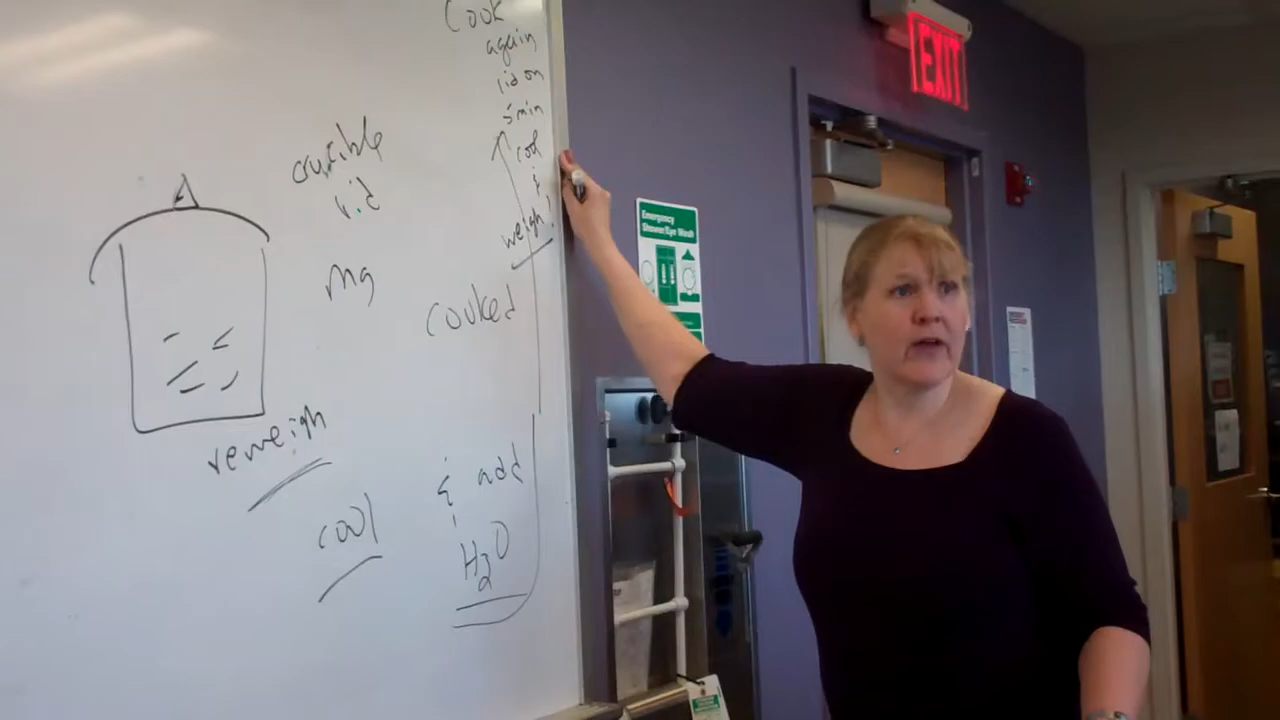 Cook
again
lid on
5 min
cool
&
weigh!
crucible
lid
Mg
cooked
reweigh
cool
& add
H2O
EXIT
Emergency
Shower/Eye Wash